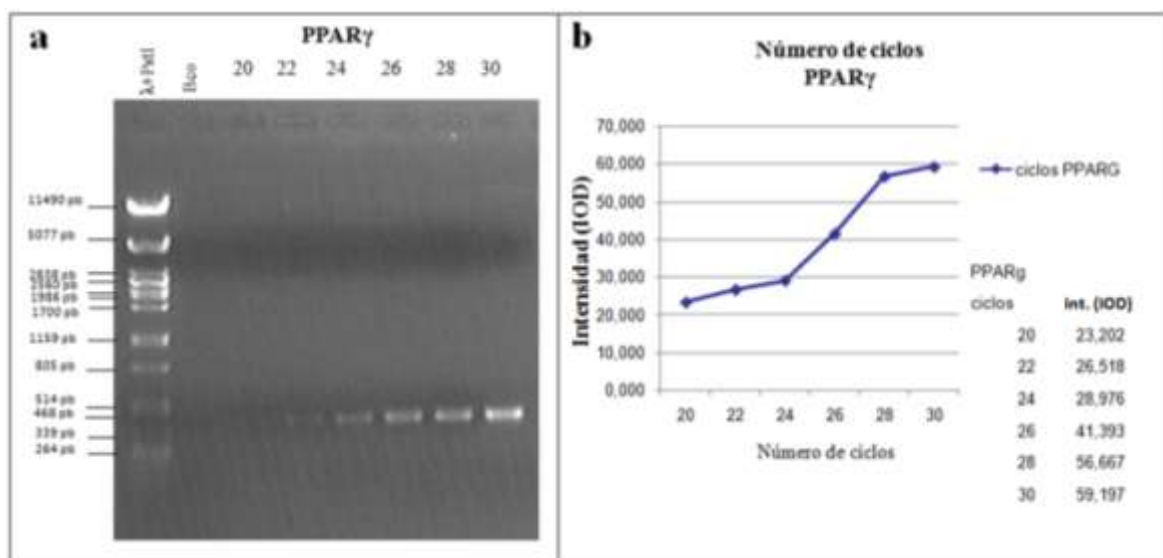 a
PPARγ
λ+PstI
Bco
20 22 24 26 28 30
11490 pb
5077 pb
1986 pb
1700 pb
1159 pb
805 pb
514 pb
468 pb
339 pb
264 pb
b
Número de ciclos
PPARγ
70,000
60,000
50,000
40,000
30,000
20,000
10,000
0,000
Intensidad (IOD)
20 22 24 26 28 30
Número de ciclos
ciclos PPARG
PPARg
ciclos Int. (IOD)
20 23,202
22 26,518
24 28,976
26 41,393
28 56,667
30 59,197